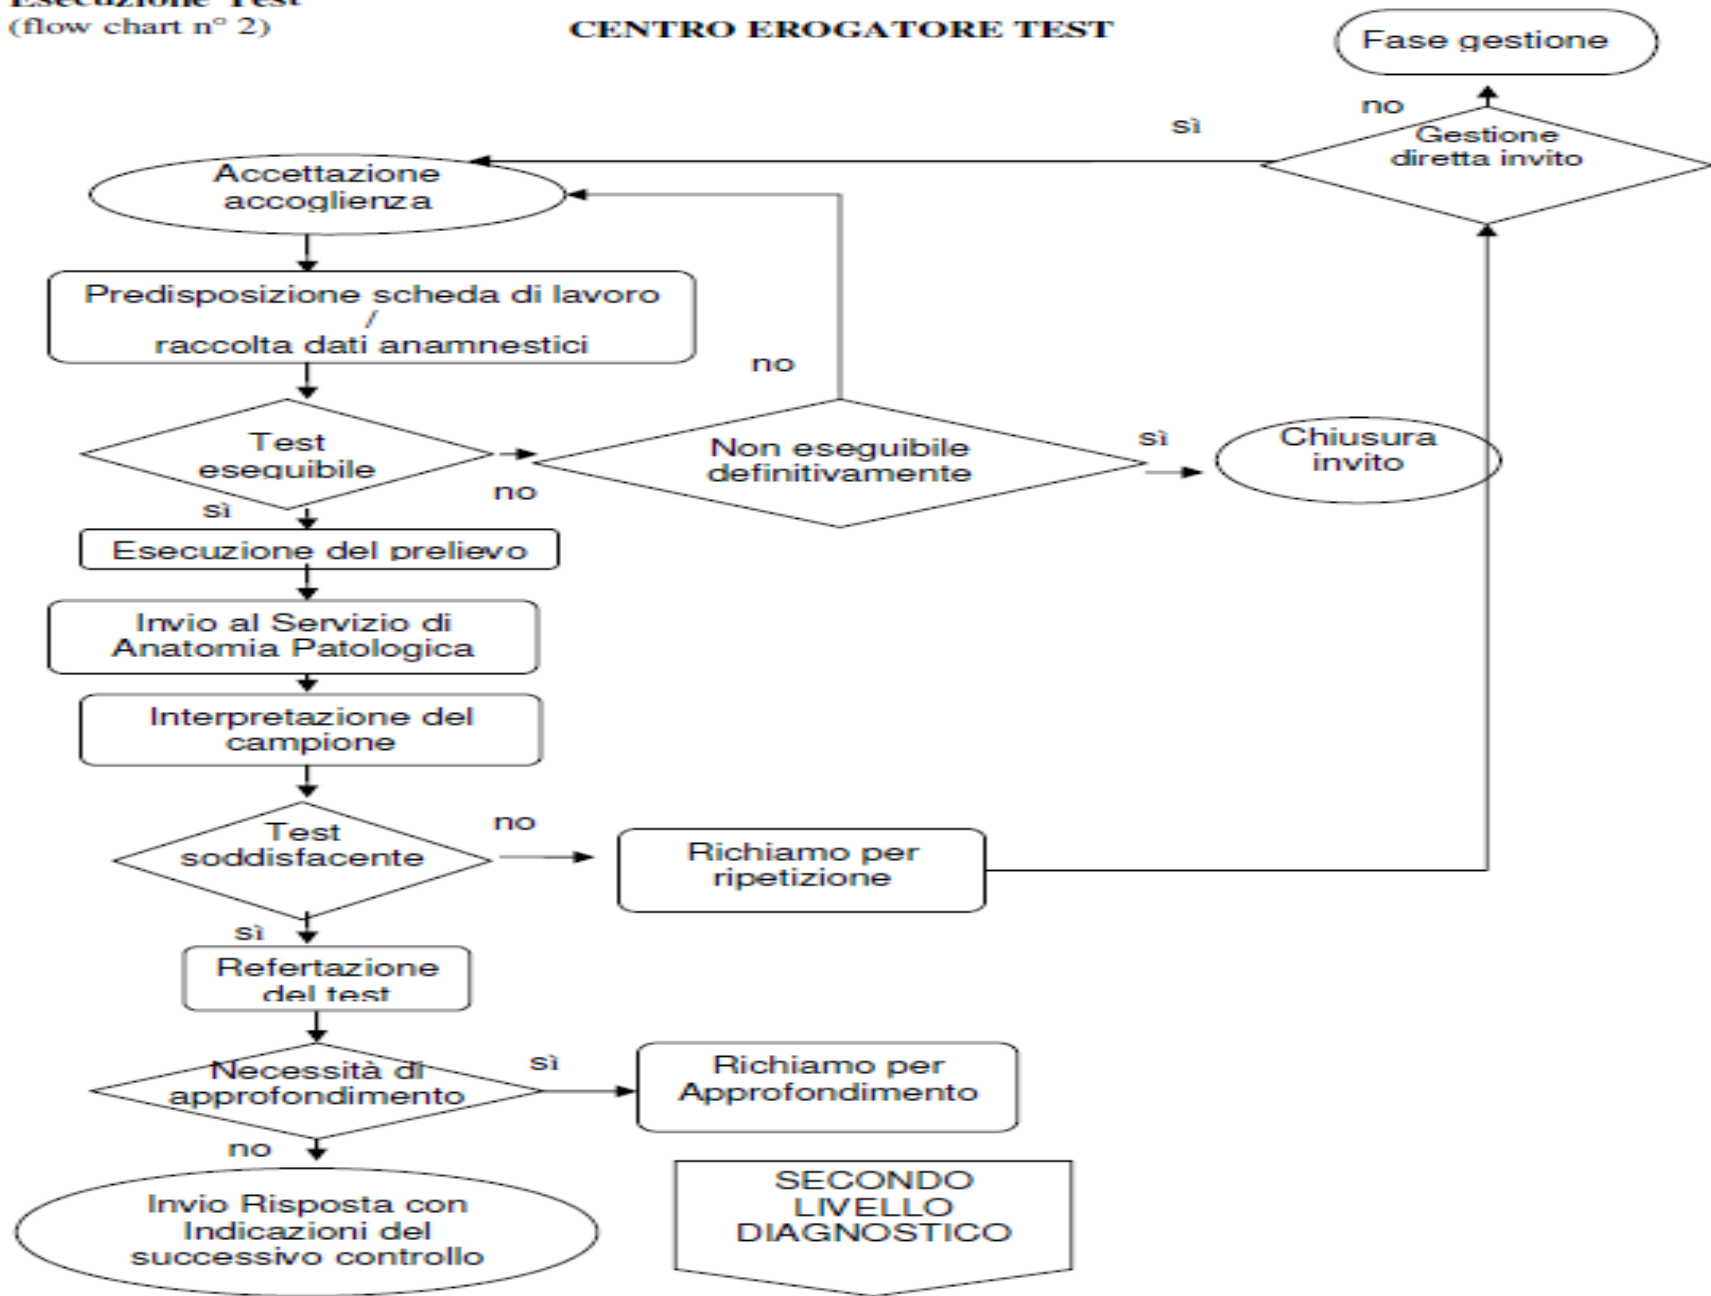 Esecuzione Test
(flow chart n° 2)
CENTRO EROGATORE TEST
Fase gestione
no
sì
Gestione
diretta invito
Accettazione
accoglienza
Predisposizione scheda di lavoro
/
raccolta dati anamnestici
no
Test
eseguibile
Non eseguibile
definitivamente
sì
Chiusura
invito
no
sì
Esecuzione del prelievo
Invio al Servizio di
Anatomia Patologica
Interpretazione del
campione
Test
soddisfacente
no
Richiamo per
ripetizione
sì
Refertazione
del test
Necessità di
approfondimento
sì
Richiamo per
Approfondimento
no
Invio Risposta con
Indicazioni del
successivo controllo
SECONDO
LIVELLO
DIAGNOSTICO